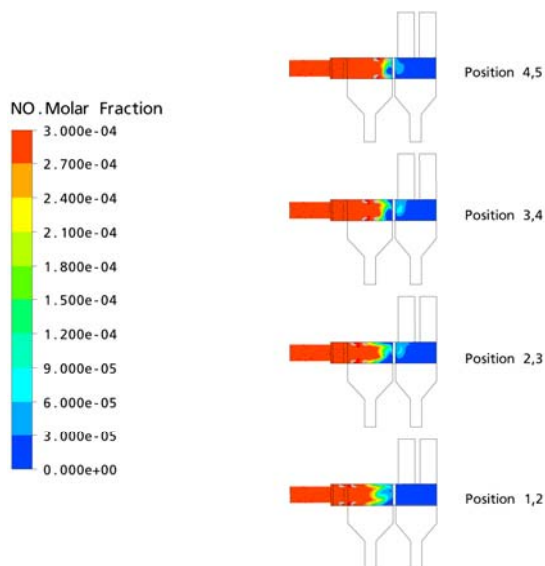 Position 4,5
NO.Molar Fraction
3.000e-04
2.700e-04
2.400e-04
2.100e-04
1.800e-04
1.500e-04
1.200e-04
9.000e-05
6.000e-05
3.000e-05
0.000e+00
Position 3,4
Position 2,3
Position 1,2